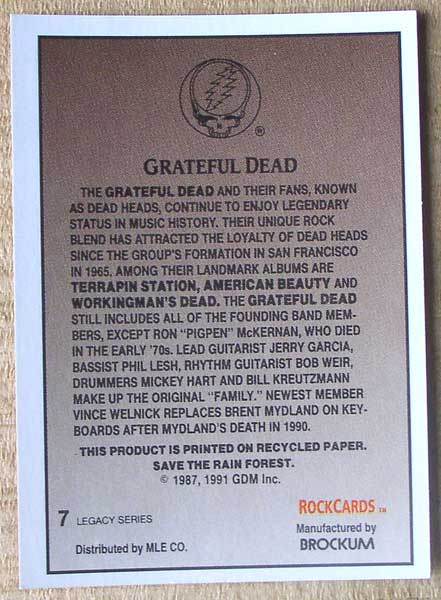 ®
GRATEFUL DEAD
THE GRATEFUL DEAD AND THEIR FANS, KNOWN
AS DEAD HEADS, CONTINUE TO ENJOY LEGENDARY
STATUS IN MUSIC HISTORY. THEIR UNIQUE ROCK
BLEND HAS ATTRACTED THE LOYALTY OF DEAD HEADS
SINCE THE GROUP'S FORMATION IN SAN FRANCISCO
IN 1965. AMONG THEIR LANDMARK ALBUMS ARE
TERRAPIN STATION, AMERICAN BEAUTY AND
WORKINGMAN'S DEAD. THE GRATEFUL DEAD
STILL INCLUDES ALL OF THE FOUNDING BAND MEM-
BERS, EXCEPT RON "PIGPEN" McKERNAN, WHO DIED
IN THE EARLY '70s. LEAD GUITARIST JERRY GARCIA,
BASSIST PHIL LESH, RHYTHM GUITARIST BOB WEIR,
DRUMMERS MICKEY HART AND BILL KREUTZMANN
MAKE UP THE ORIGINAL "FAMILY." NEWEST MEMBER
VINCE WELNICK REPLACES BRENT MYDLAND ON KEY-
BOARDS AFTER MYDLAND'S DEATH IN 1990.
THIS PRODUCT IS PRINTED ON RECYCLED PAPER.
SAVE THE RAIN FOREST.
© 1987, 1991 GDM Inc.
7 LEGACY SERIES
Distributed by MLE CO.
ROCKCARDS TM
Manufactured by
BROCKUM